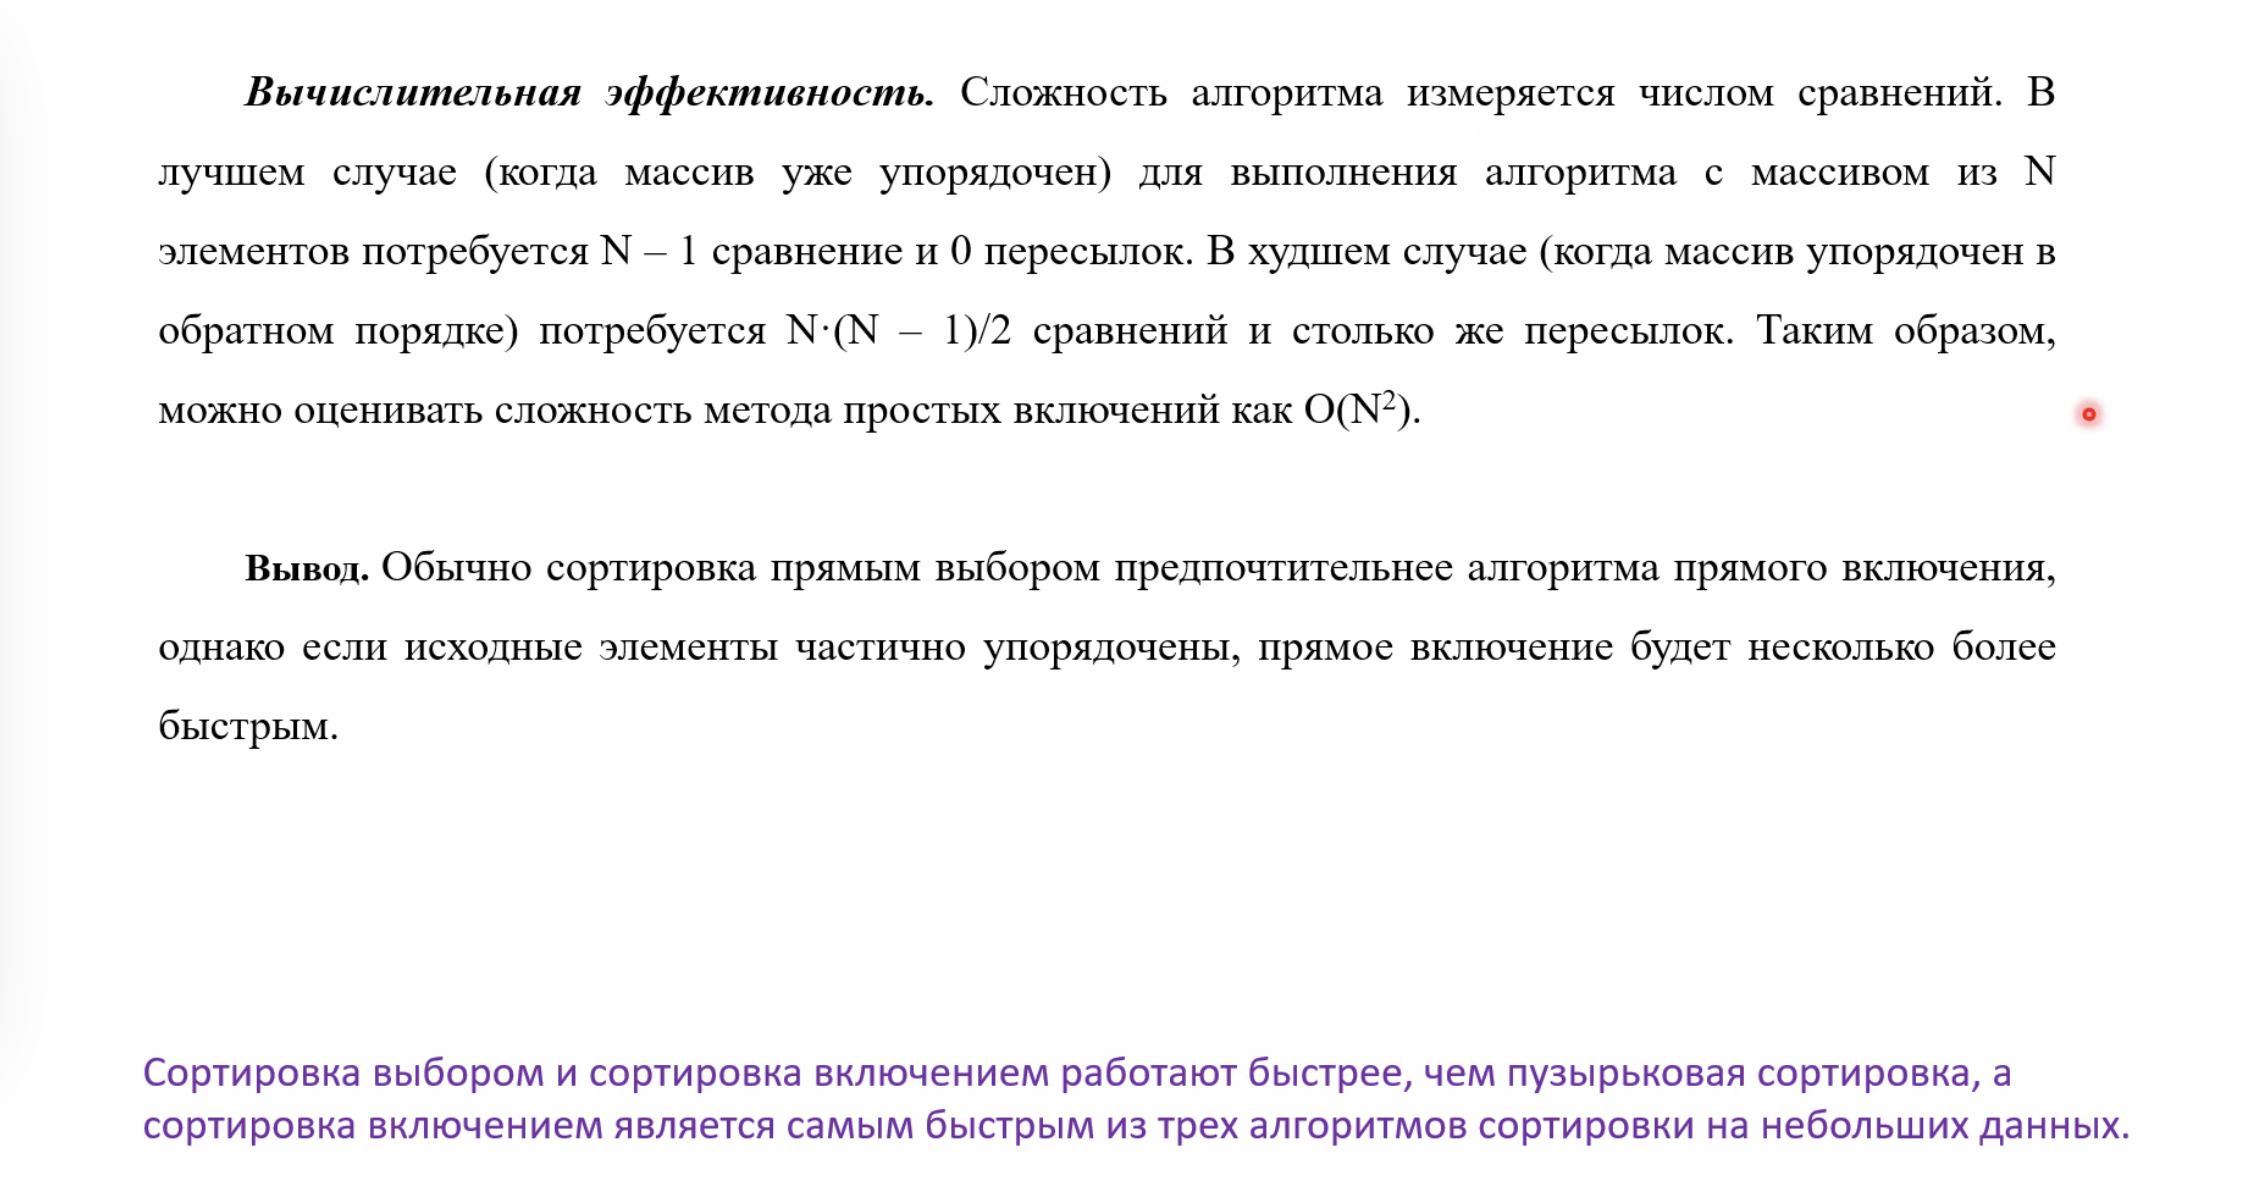 Вычислительная эффективность. Сложность алгоритма измеряется числом сравнений. В
лучшем случае (когда массив уже упорядочен) для выполнения алгоритма с массивом из N
элементов потребуется N – 1 сравнение и 0 пересылок. В худшем случае (когда массив упорядочен в
обратном порядке) потребуется N·(N – 1)/2 сравнений и столько же пересылок. Таким образом,
можно оценивать сложность метода простых включений как O(N²).
Вывод. Обычно сортировка прямым выбором предпочтительнее алгоритма прямого включения,
однако если исходные элементы частично упорядочены, прямое включение будет несколько более
быстрым.
Сортировка выбором и сортировка включением работают быстрее, чем пузырьковая сортировка, а
сортировка включением является самым быстрым из трех алгоритмов сортировки на небольших данных.